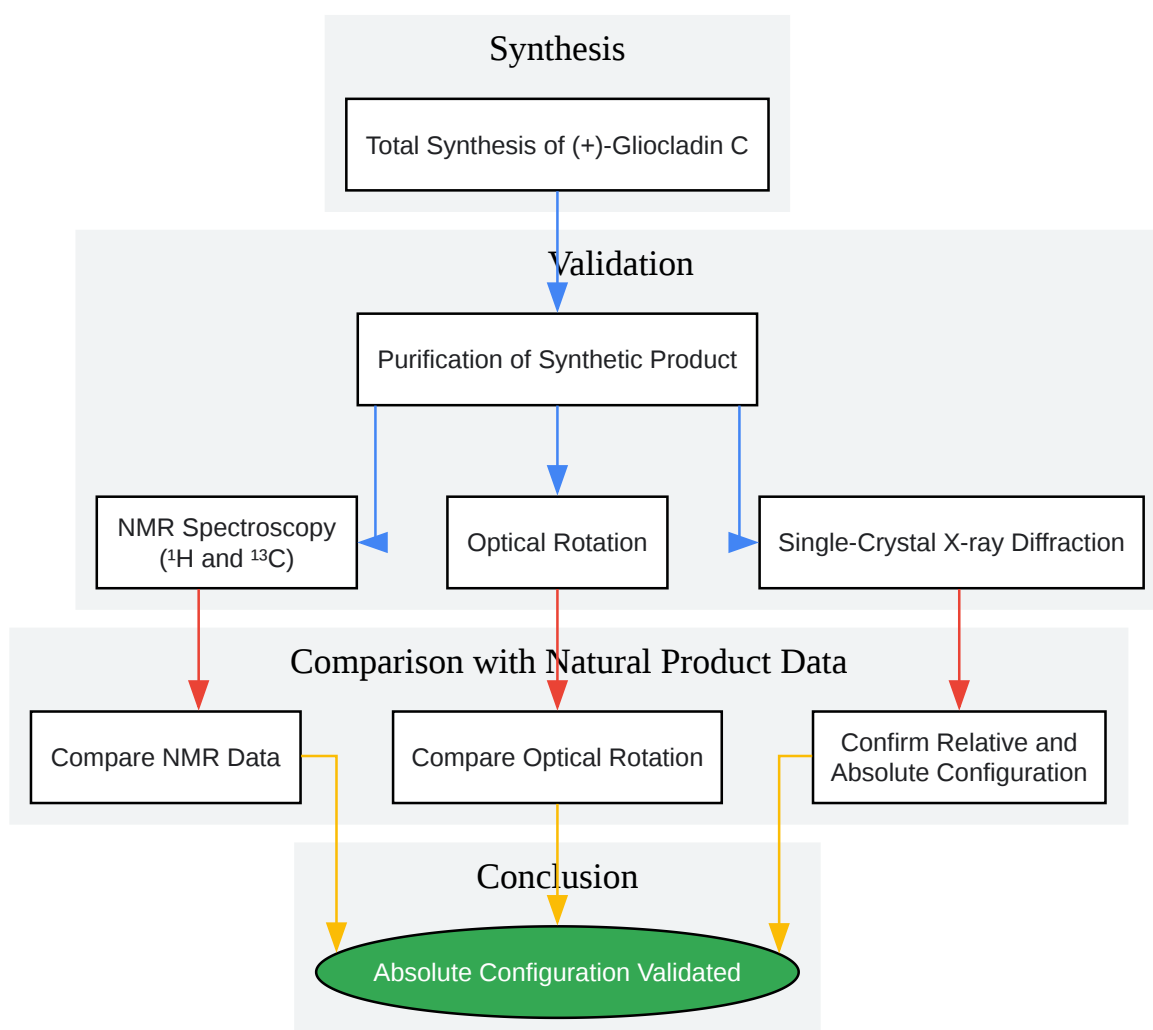 Synthesis
Total Synthesis of (+)-Gliocladin C
Validation
Purification of Synthetic Product
NMR Spectroscopy
(¹H and ¹³C)
Optical Rotation
Single-Crystal X-ray Diffraction
Comparison with Natural Product Data
Compare NMR Data
Compare Optical Rotation
Confirm Relative and
Absolute Configuration
Conclusion
Absolute Configuration Validated